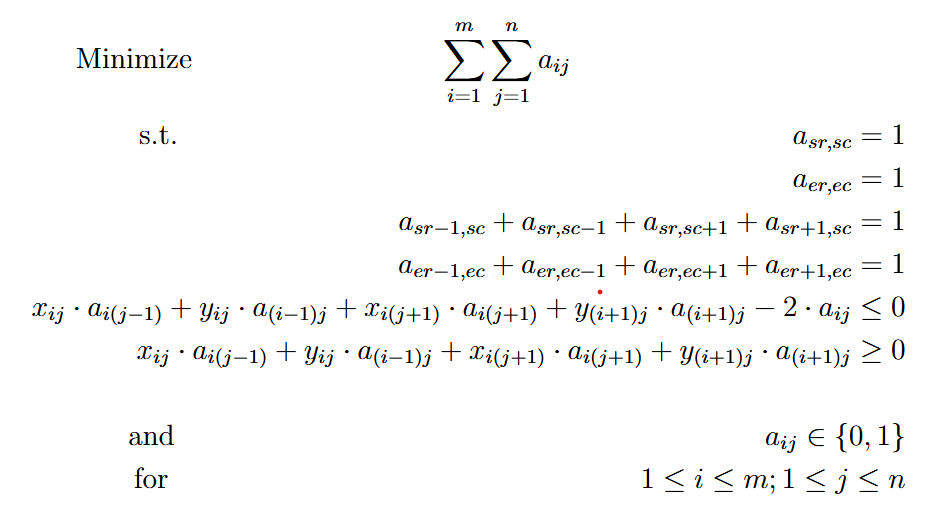 Minimize \sum_{i=1}^{m} \sum_{j=1}^{n} a_{ij}
s.t. a_{sr,sc} = 1
a_{er,ec} = 1
a_{sr-1,sc} + a_{sr,sc-1} + a_{sr,sc+1} + a_{sr+1,sc} = 1
a_{er-1,ec} + a_{er,ec-1} + a_{er,ec+1} + a_{er+1,ec} = 1
x_{ij} · a_{i(j-1)} + y_{ij} · a_{(i-1)j} + x_{i(j+1)} · a_{i(j+1)} + y_{(i+1)j} · a_{(i+1)j} − 2 · a_{ij} ≤ 0
x_{ij} · a_{i(j-1)} + y_{ij} · a_{(i-1)j} + x_{i(j+1)} · a_{i(j+1)} + y_{(i+1)j} · a_{(i+1)j} ≥ 0
and a_{ij} ∈ {0, 1}
for 1 ≤ i ≤ m; 1 ≤ j ≤ n